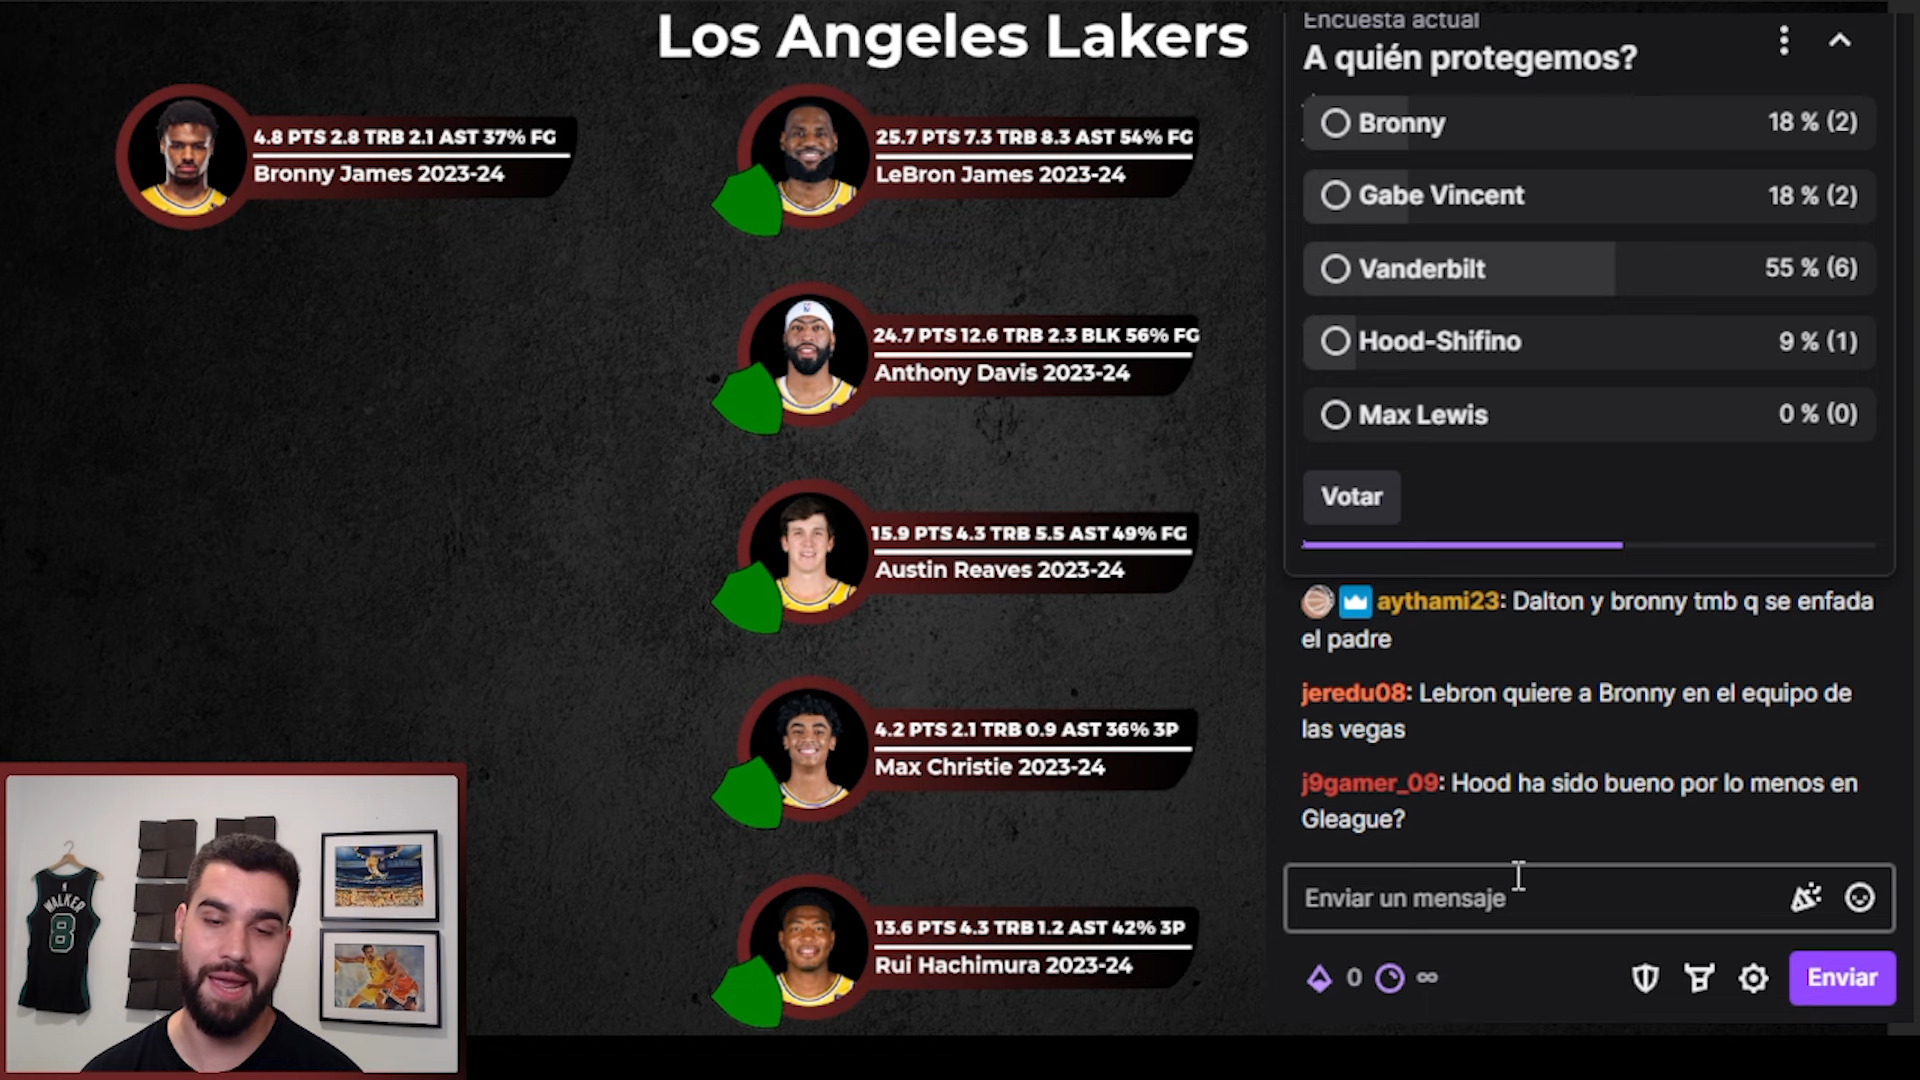 Los Angeles Lakers
4.8 PTS 2.8 TRB 2.1 AST 37% FG
Bronny James 2023-24
25.7 PTS 7.3 TRB 8.3 AST 54% FG
LeBron James 2023-24
24.7 PTS 12.6 TRB 2.3 BLK 56% FG
Anthony Davis 2023-24
15.9 PTS 4.3 TRB 5.5 AST 49% FG
Austin Reaves 2023-24
4.2 PTS 2.1 TRB 0.9 AST 36% 3P
Max Christie 2023-24
13.6 PTS 4.3 TRB 1.2 AST 42% 3P
Rui Hachimura 2023-24
WALKER
8
Encuesta actual
A quién protegemos?
Bronny 18 % (2)
Gabe Vincent 18 % (2)
Vanderbilt 55 % (6)
Hood-Shifino 9 % (1)
Max Lewis 0 % (0)
Votar
aythami23: Dalton y bronny tmb q se enfada
el padre
jeredu08: Lebron quiere a Bronny en el equipo de
las vegas
j9gamer_09: Hood ha sido bueno por lo menos en
Gleague?
Enviar un mensaje
0 ∞
Enviar